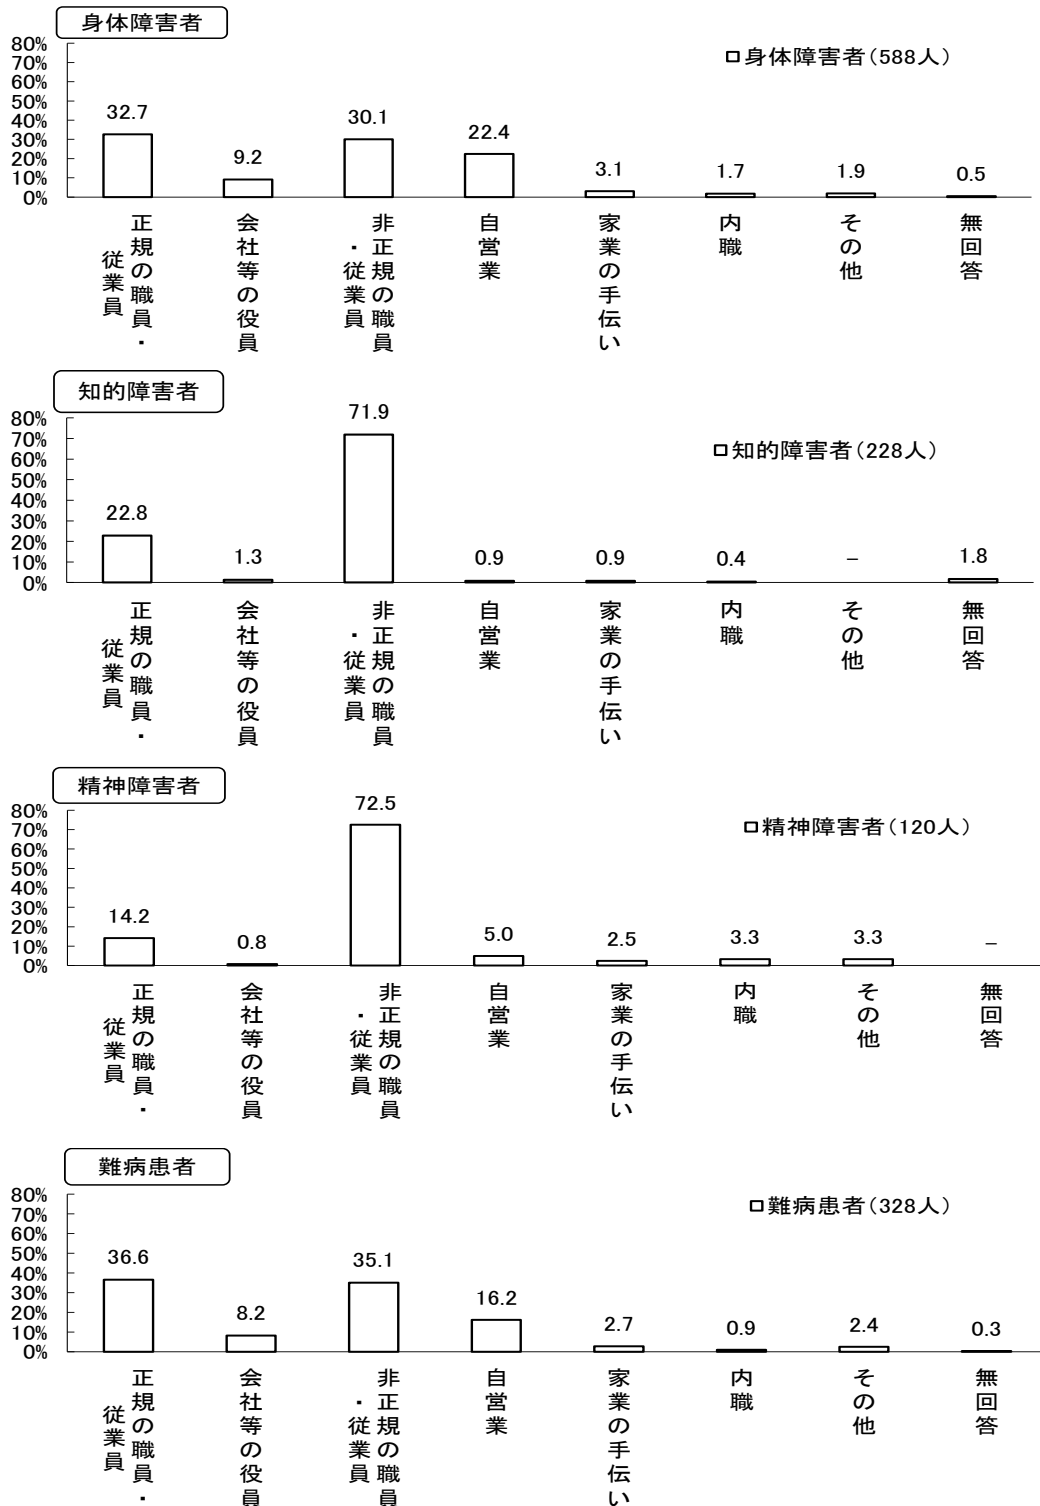 身体障害者
80%
70%
60%
50%
40%
30%
20%
10%
0%
身体障害者（588人）
32.7
9.2
30.1
22.4
3.1
1.7
1.9
0.5
正規の職員・
従業員
会社等の役員
非正規の職員
・従業員
自営業
家業の手伝い
内職
その他
無回答
知的障害者
80%
70%
60%
50%
40%
30%
20%
10%
0%
知的障害者（228人）
22.8
1.3
71.9
0.9
0.9
0.4
–
1.8
正規の職員・
従業員
会社等の役員
非正規の職員
・従業員
自営業
家業の手伝い
内職
その他
無回答
精神障害者
80%
70%
60%
50%
40%
30%
20%
10%
0%
精神障害者（120人）
14.2
0.8
72.5
5.0
2.5
3.3
3.3
–
正規の職員・
従業員
会社等の役員
非正規の職員
・従業員
自営業
家業の手伝い
内職
その他
無回答
難病患者
80%
70%
60%
50%
40%
30%
20%
10%
0%
難病患者（328人）
36.6
8.2
35.1
16.2
2.7
0.9
2.4
0.3
正規の職員・
従業員
会社等の役員
非正規の職員
・従業員
自営業
家業の手伝い
内職
その他
無回答